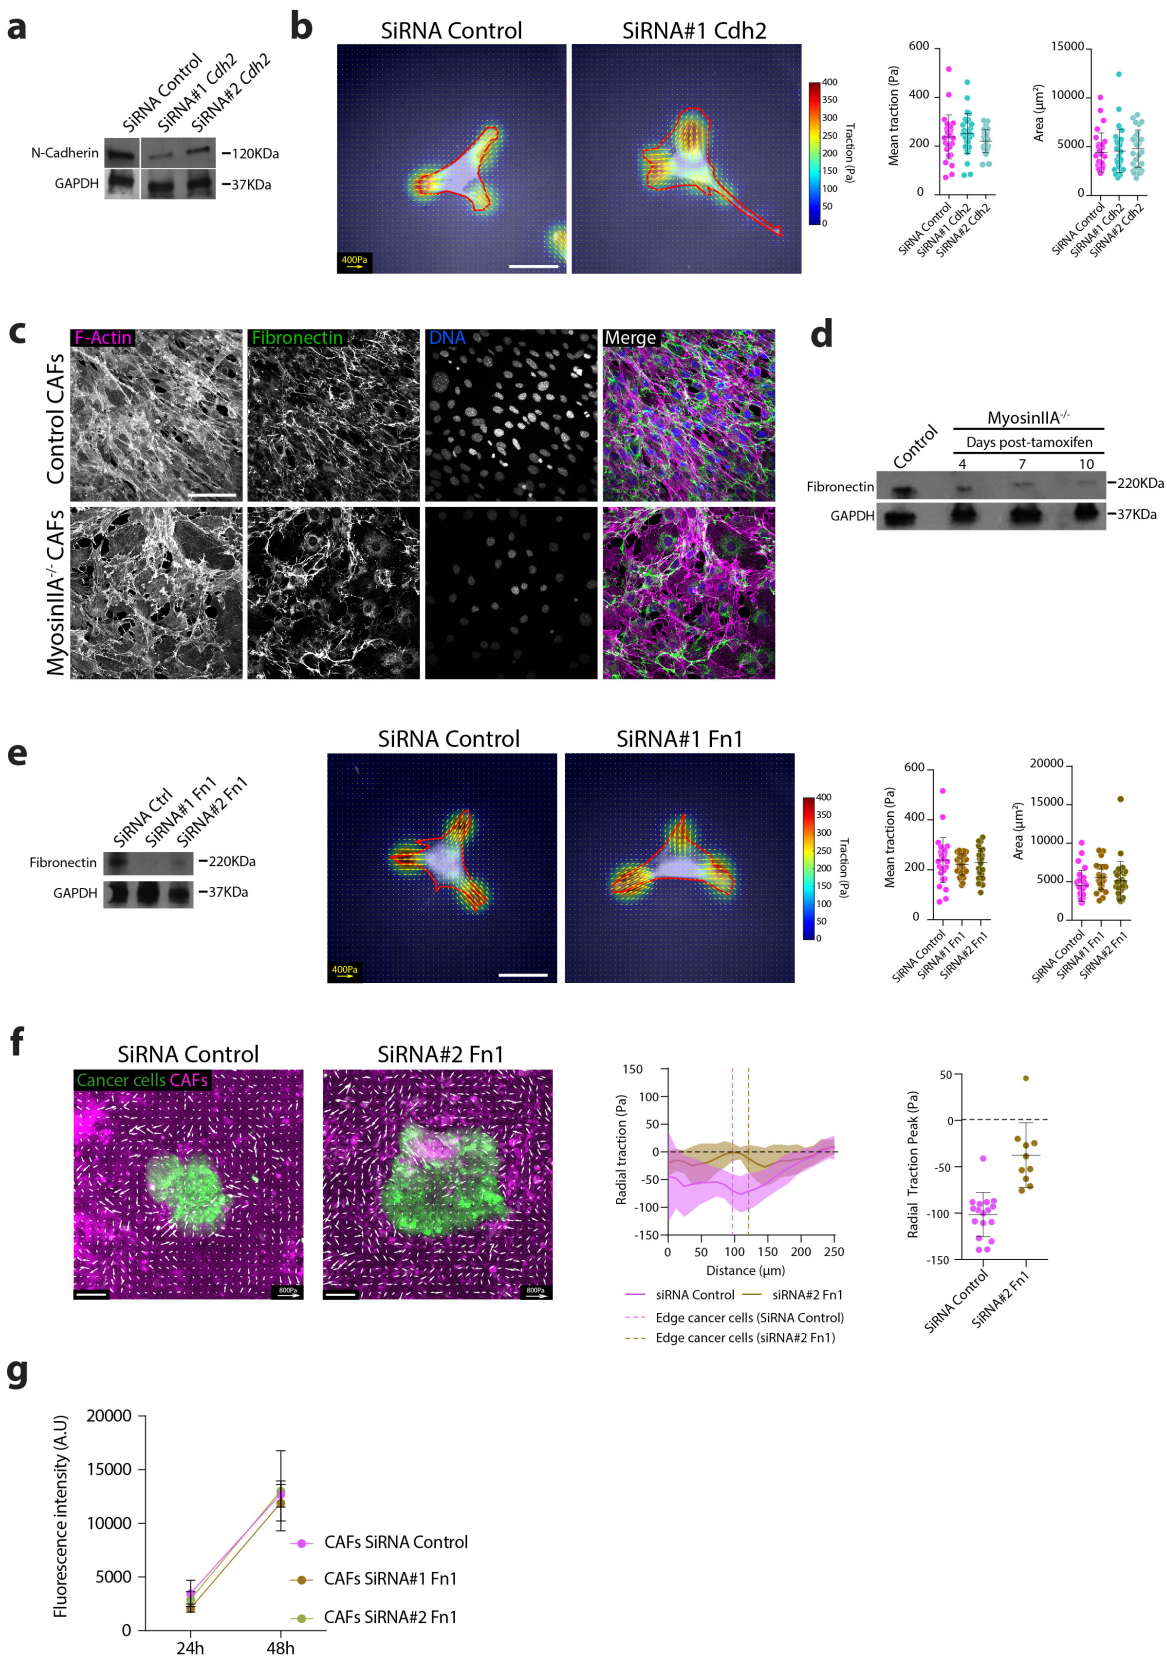 a
SiRNA Control
SiRNA#1 Cdh2
SiRNA#2 Cdh2
N-Cadherin
120KDa
GAPDH
37KDa
b
SiRNA Control
SiRNA#1 Cdh2
400Pa
400
350
300
250
200
150
100
50
0
Traction (Pa)
600
400
200
0
Mean traction (Pa)
SiRNA Control
SiRNA#1 Cdh2
SiRNA#2 Cdh2
15000
10000
5000
0
Area (µm²)
SiRNA Control
SiRNA#1 Cdh2
SiRNA#2 Cdh2
c
F-Actin
Fibronectin
DNA
Merge
Control CAFs
MyosinIIA-/- CAFs
d
Control
MyosinIIA-/-
Days post-tamoxifen
4 7 10
Fibronectin
220KDa
GAPDH
37KDa
e
SiRNA Ctrl
SiRNA#1 Fn1
SiRNA#2 Fn1
Fibronectin
220KDa
GAPDH
37KDa
SiRNA Control
SiRNA#1 Fn1
400Pa
400
350
300
250
200
150
100
50
0
Traction (Pa)
600
400
200
0
Mean traction (Pa)
SiRNA Control
SiRNA#1 Fn1
SiRNA#2 Fn1
20000
15000
10000
5000
0
Area (µm²)
SiRNA Control
SiRNA#1 Fn1
SiRNA#2 Fn1
f
SiRNA Control
SiRNA#2 Fn1
Cancer cells CAFs
800Pa
800Pa
150
100
50
0
-50
-100
-150
Radial traction (Pa)
0 50 100 150 200 250
Distance (µm)
siRNA Control
siRNA#2 Fn1
Edge cancer cells (SiRNA Control)
Edge cancer cells (siRNA#2 Fn1)
50
0
-50
-100
-150
Radial Traction Peak (Pa)
SiRNA Control
SiRNA#2 Fn1
g
20000
15000
10000
5000
0
Fluorescence intensity (A.U)
24h 48h
CAFs SiRNA Control
CAFs SiRNA#1 Fn1
CAFs SiRNA#2 Fn1